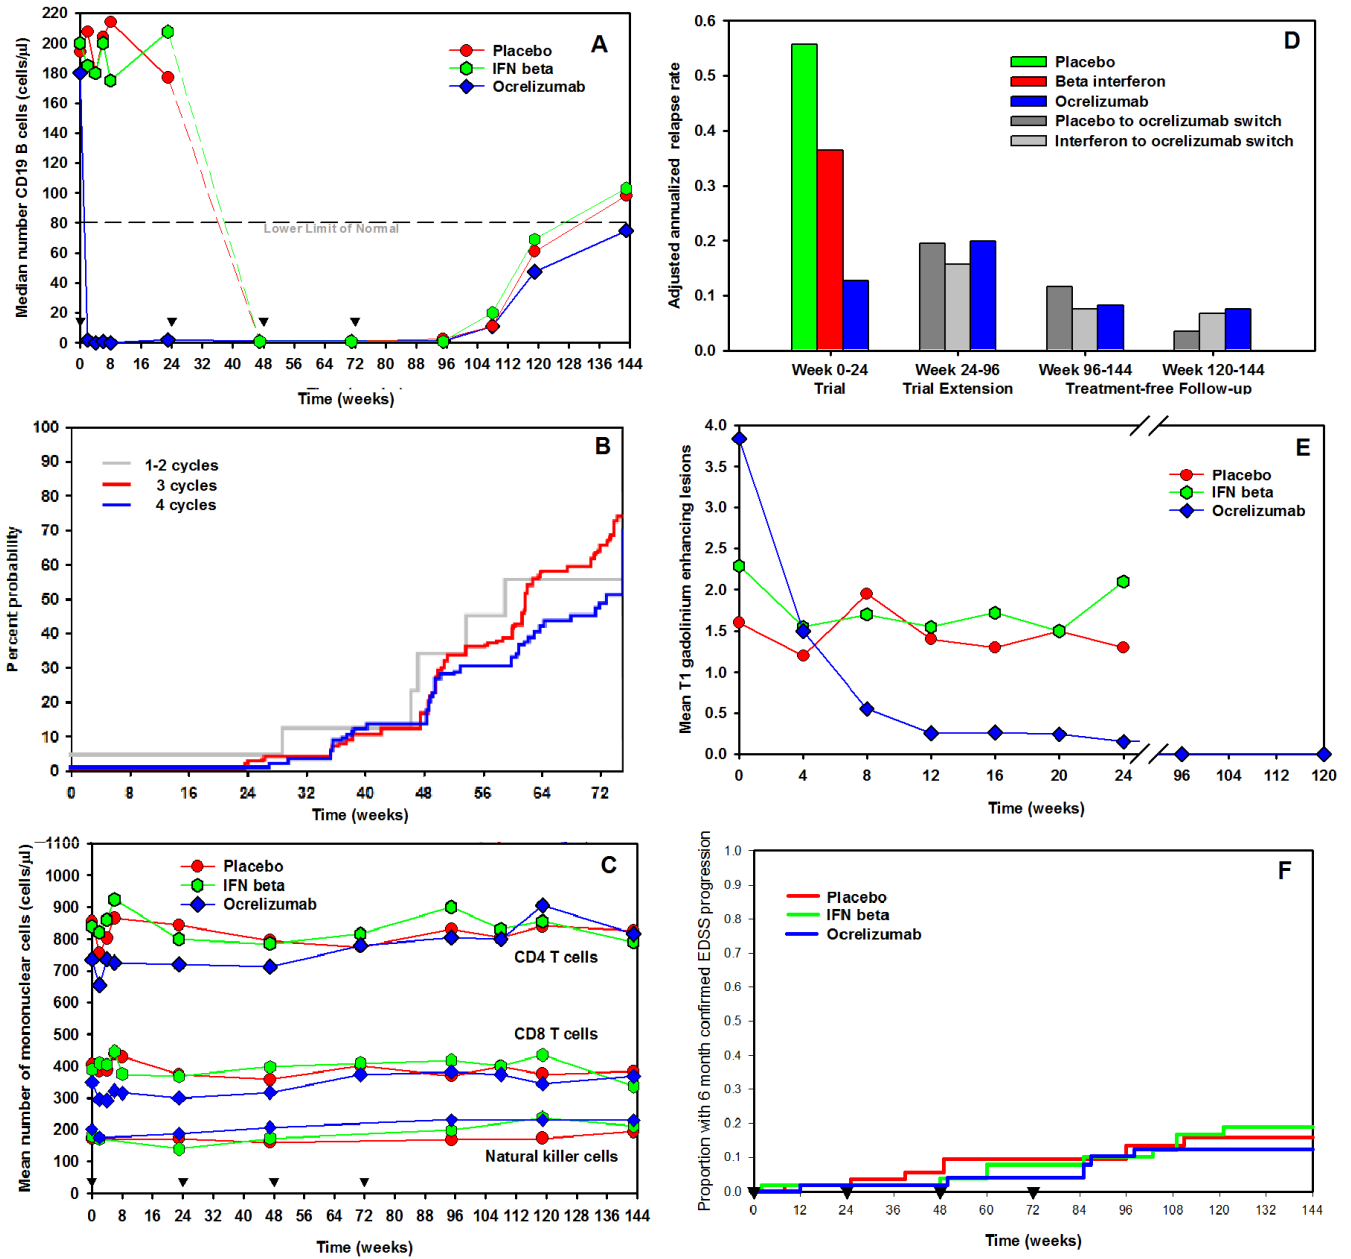 A
Median number CD19 B cells (cells/µl)
220
200
180
160
140
120
100
80
60
40
20
0
Placebo
IFN beta
Ocrelizumab
Lower Limit of Normal
0 8 16 24 32 40 48 56 64 72 80 88 96 104 112 120 128 136 144
Time (weeks)
B
Percent probability
100
90
80
70
60
50
40
30
20
10
0
1-2 cycles
3 cycles
4 cycles
0 8 16 24 32 40 48 56 64 72
Time (weeks)
C
Mean number of mononuclear cells (cells/µl)
1100
1000
900
800
700
600
500
400
300
200
100
0
Placebo
IFN beta
Ocrelizumab
CD4 T cells
CD8 T cells
Natural killer cells
0 8 16 24 32 40 48 56 64 72 80 88 96 104 112 120 128 136 144
Time (weeks)
D
Adjusted annualized relapse rate
0.6
0.5
0.4
0.3
0.2
0.1
0.0
Placebo
Beta interferon
Ocrelizumab
Placebo to ocrelizumab switch
Interferon to ocrelizumab switch
Week 0-24 Week 24-96 Week 96-144 Week 120-144
Trial Trial Extension Treatment-free Follow-up
E
Mean T1 gadolinium enhancing lesions
4.0
3.5
3.0
2.5
2.0
1.5
1.0
0.5
0.0
Placebo
IFN beta
Ocrelizumab
0 4 8 12 16 20 24 96 104 112 120
Time (weeks)
F
Proportion with 6 month confirmed EDSS progression
1.0
0.9
0.8
0.7
0.6
0.5
0.4
0.3
0.2
0.1
0.0
Placebo
IFN beta
Ocrelizumab
0 12 24 36 48 60 72 84 96 108 120 132 144
Time (weeks)